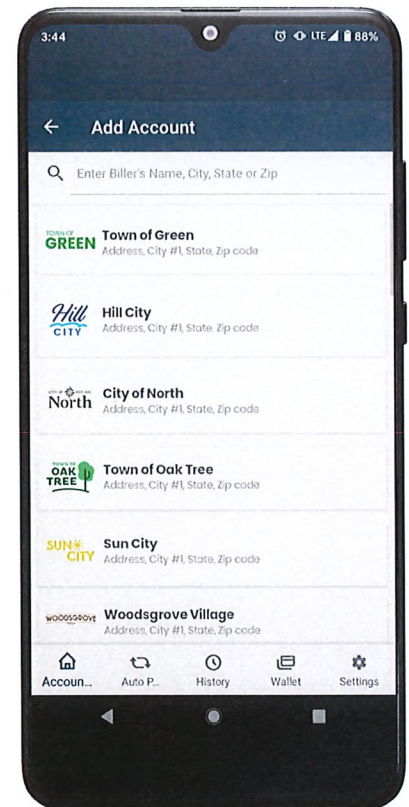 3:44 LTE 88%
Add Account
Enter Biller's Name, City, State or Zip
TOWN OF
GREEN
Town of Green
Address, City #1, State, Zip code
Hill
CITY
Hill City
Address, City #1, State, Zip code
North
City of North
Address, City #1, State, Zip code
TOWN OF
OAK
TREE
Town of Oak Tree
Address, City #1, State, Zip code
SUN
CITY
Sun City
Address, City #1, State, Zip code
WOODSGROVE
Woodsgrove Village
Address, City #1, State, Zip code
Accoun... Auto P... History Wallet Settings